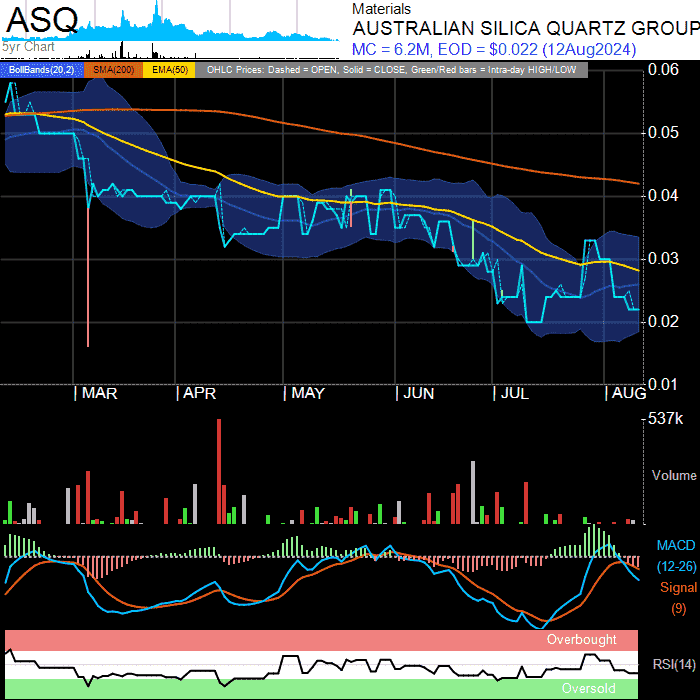 ASQ
5yr Chart
Materials
AUSTRALIAN SILICA QUARTZ GROUP
MC = 6.2M, EOD = $0.022 (12Aug2024)
BollBands(20,2) SMA(200) EMA(50) OHLC Prices: Dashed = OPEN, Solid = CLOSE, Green/Red bars = Intra-day HIGH/LOW
0.06
0.05
0.04
0.03
0.02
0.01
MAR APR MAY JUN JUL AUG
537k
Volume
MACD
(12-26)
Signal
(9)
Overbought
RSI(14)
Oversold